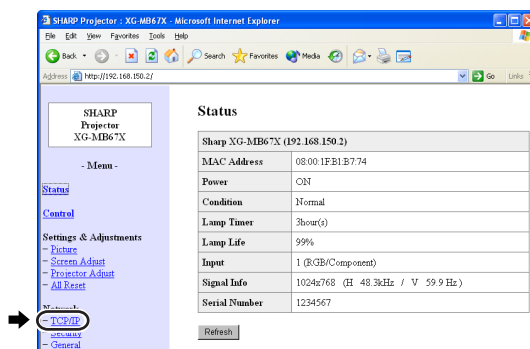 SHARP Projector : XG-MB67X - Microsoft Internet Explorer
File Edit View Favorites Tools Help
Back Search Favorites Media
Address http://192.168.150.2/ Go Links
SHARP
Projector
XG-MB67X
- Menu -
Status
Control
Settings & Adjustments
- Picture
- Screen Adjust
- Projector Adjust
- All Reset
Network
- TCP/IP
- Security
- General
Status
Sharp XG-MB67X (192.168.150.2)
MAC Address 08:00:1F:B1:B7:74
Power ON
Condition Normal
Lamp Timer 3hour(s)
Lamp Life 99%
Input 1 (RGB/Component)
Signal Info 1024x768 (H 48.3kHz / V 59.9 Hz)
Serial Number 1234567
Refresh